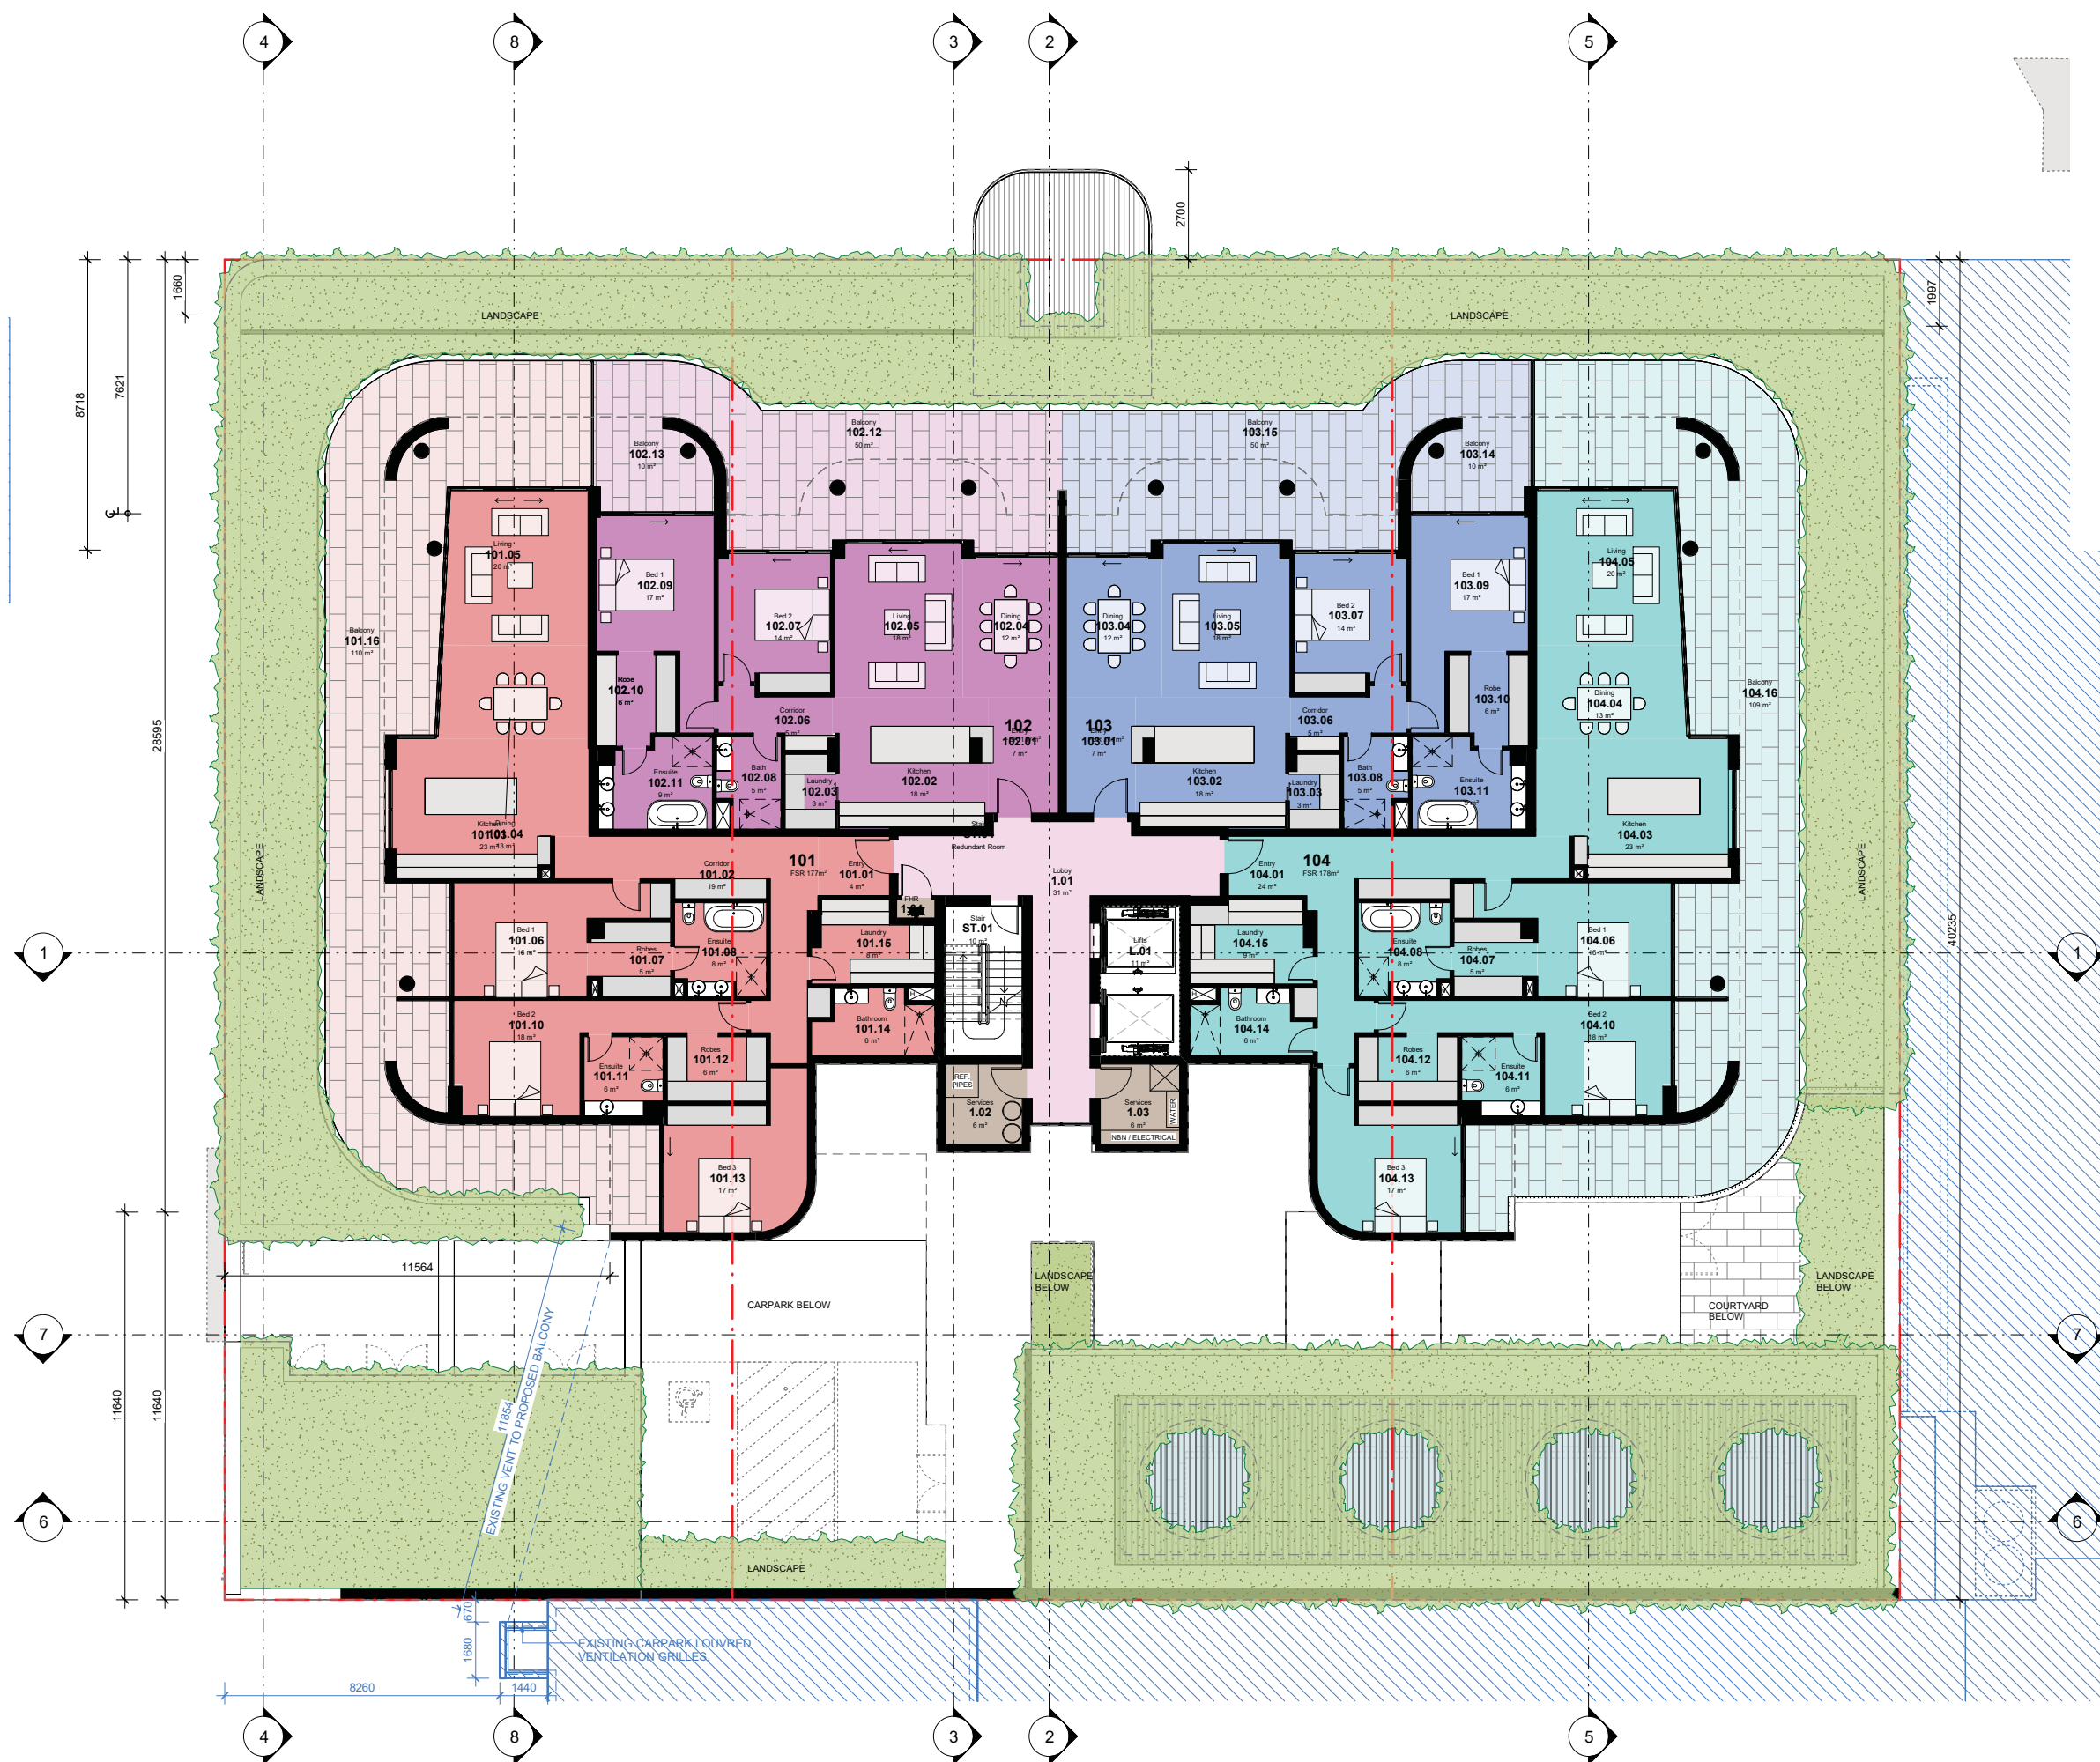 4
8
3
2
5
2700
1660
8718
7621
28595
1997
40235
LANDSCAPE
LANDSCAPE
Balcony
102.12
50 m²
Balcony
103.15
50 m²
Balcony
102.13
10 m²
Balcony
103.14
10 m²
Living
101.05
20 m²
Living
104.05
20 m²
Bed 1
102.09
17 m²
Bed 2
102.07
14 m²
Living
102.05
18 m²
Dining
102.04
12 m²
Dining
103.04
12 m²
Living
103.05
18 m²
Bed 2
103.07
14 m²
Bed 1
103.09
17 m²
Balcony
101.16
110 m²
Robe
102.10
6 m²
Robe
103.10
6 m²
Dining
104.04
13 m²
Balcony
104.16
109 m²
Corridor
102.06
5 m²
102
102.01
7 m²
103
103.01
7 m²
Corridor
103.06
5 m²
Ensuite
102.11
9 m²
Bath
102.08
5 m²
Laundry
102.03
3 m²
Kitchen
102.02
18 m²
Kitchen
103.02
18 m²
Laundry
103.03
3 m²
Bath
103.08
5 m²
Ensuite
103.11
Kitchen
23 m²
Dining
101.04
13 m²
Kitchen
104.03
23 m²
Redundant Room
LANDSCAPE
Corridor
101.02
19 m²
101
FSR 177m²
Entry
101.01
4 m²
Lobby
1.01
31 m²
Entry
104.01
24 m²
104
FSR 178m²
LANDSCAPE
FHR
1
Bed 1
101.06
16 m²
Robes
101.07
5 m²
Ensuite
101.08
8 m²
Laundry
101.15
Stair
ST.01
10 m²
Lifts
L.01
11 m²
Laundry
104.15
9 m²
Ensuite
104.08
8 m²
Robes
104.07
5 m²
Bed 1
104.06
16 m²
1
Bed 2
101.10
18 m²
Bathroom
101.14
6 m²
Bathroom
104.14
6 m²
Bed 2
104.10
18 m²
Ensuite
101.11
6 m²
Robes
101.12
6 m²
Robes
104.12
6 m²
Ensuite
104.11
6 m²
REF.
PIPES
Services
1.02
6 m²
Services
1.03
6 m²
WATER
NBN / ELECTRICAL
Bed 3
101.13
17 m²
Bed 3
104.13
17 m²
11564
LANDSCAPE
BELOW
LANDSCAPE
BELOW
CARPARK BELOW
COURTYARD
BELOW
7
7
11640
11640
11854
EXISTING VENT TO PROPOSED BALCONY
6
6
LANDSCAPE
670
1680
EXISTING CARPARK LOUVRED
VENTILATION GRILLES.
8260
1440
4
8
3
2
5